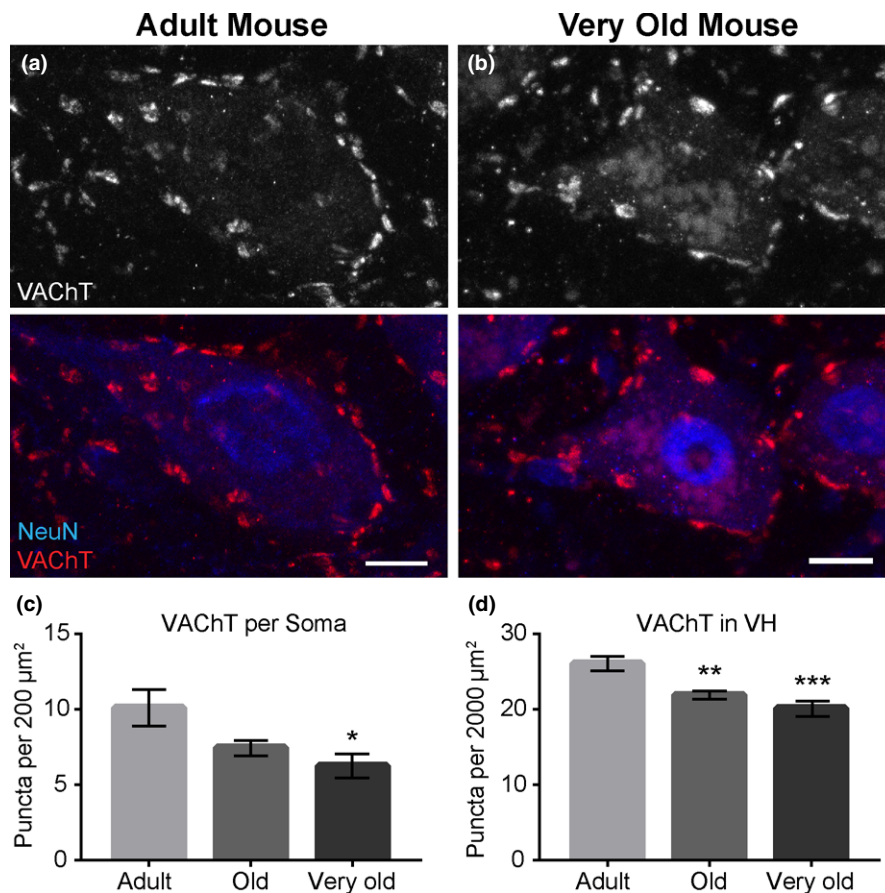 Adult Mouse
Very Old Mouse
(a)
(b)
VAChT
NeuN
VAChT
(c)
VAChT per Soma
Puncta per 200 µm²
15
10
5
0
Adult
Old
Very old
*
(d)
VAChT in VH
Puncta per 2000 µm²
30
20
10
0
Adult
Old
Very old
**
***